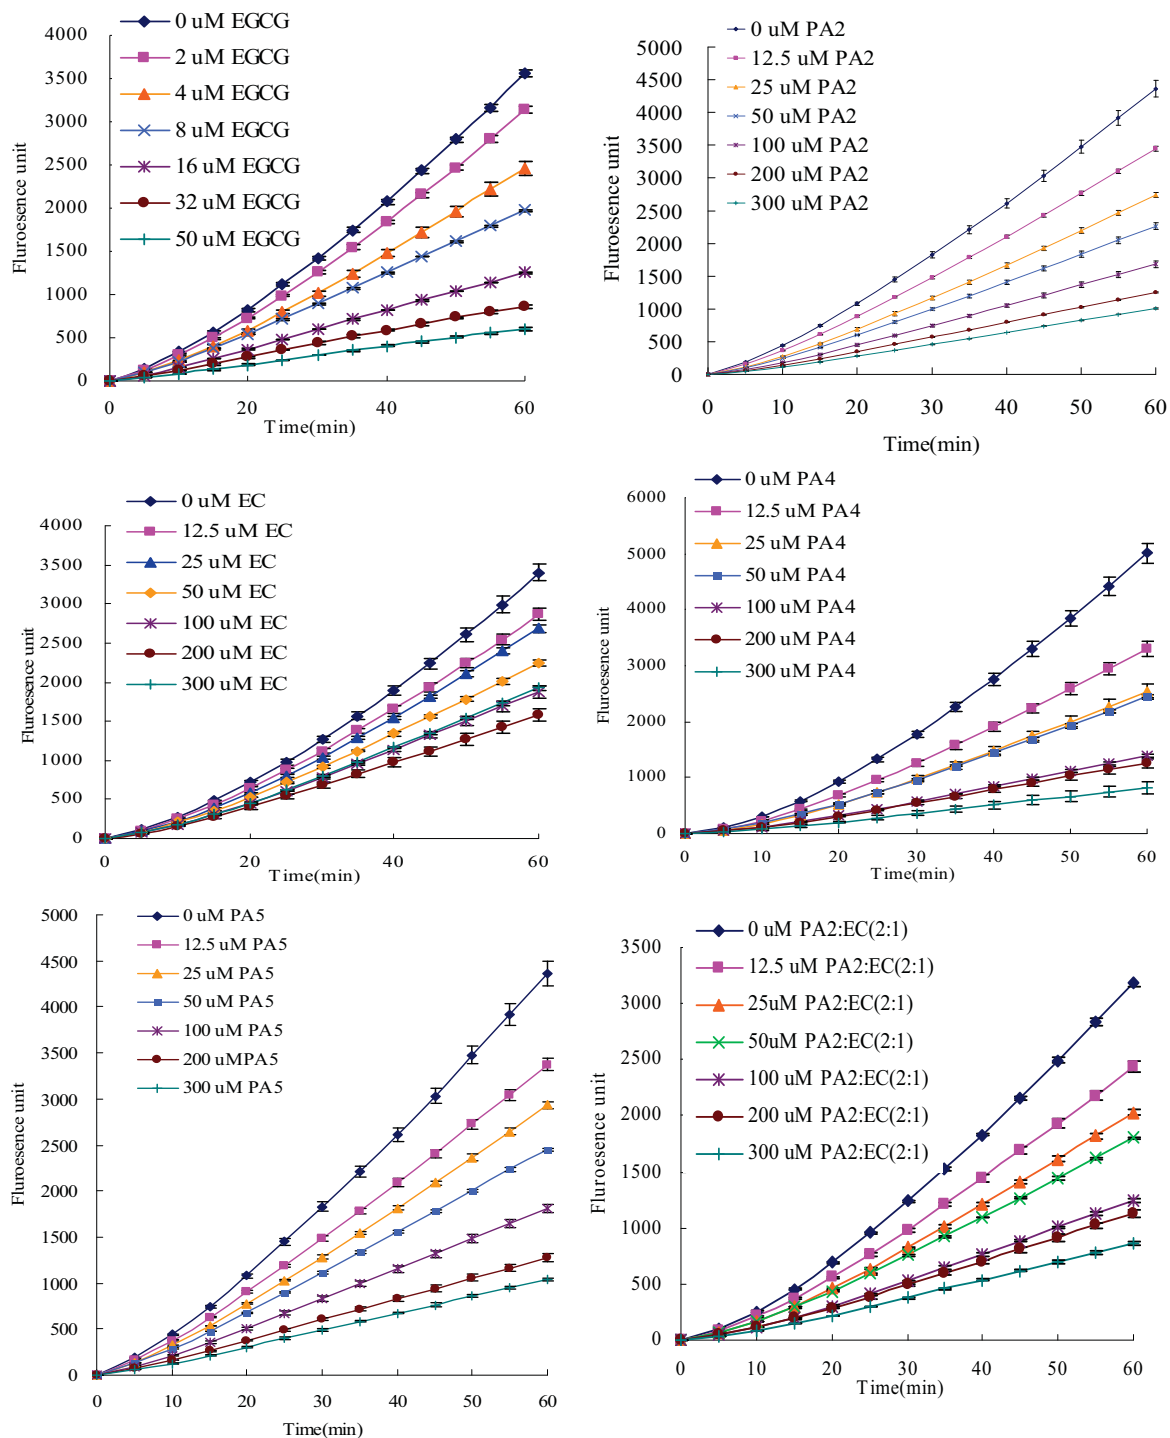 0 uM EGCG
2 uM EGCG
4 uM EGCG
8 uM EGCG
16 uM EGCG
32 uM EGCG
50 uM EGCG
Fluroesence unit
4000
3500
3000
2500
2000
1500
1000
500
0
0 20 40 60
Time(min)
0 uM PA2
12.5 uM PA2
25 uM PA2
50 uM PA2
100 uM PA2
200 uM PA2
300 uM PA2
Fluroesence unit
5000
4500
4000
3500
3000
2500
2000
1500
1000
500
0
0 10 20 30 40 50 60
Time(min)
0 uM EC
12.5 uM EC
25 uM EC
50 uM EC
100 uM EC
200 uM EC
300 uM EC
Fluroesence unit
4000
3500
3000
2500
2000
1500
1000
500
0
0 20 40 60
Time(min)
0 uM PA4
12.5 uM PA4
25 uM PA4
50 uM PA4
100 uM PA4
200 uM PA4
300 uM PA4
Fluroesence unit
6000
5000
4000
3000
2000
1000
0
0 10 20 30 40 50 60
Time(min)
0 uM PA5
12.5 uM PA5
25 uM PA5
50 uM PA5
100 uM PA5
200 uMPA5
300 uM PA5
Fluroesence unit
5000
4500
4000
3500
3000
2500
2000
1500
1000
500
0
0 10 20 30 40 50 60
Time(min)
0 uM PA2:EC(2:1)
12.5 uM PA2:EC(2:1)
25uM PA2:EC(2:1)
50uM PA2:EC(2:1)
100 uM PA2:EC(2:1)
200 uM PA2:EC(2:1)
300 uM PA2:EC(2:1)
Fluroesence unit
3500
3000
2500
2000
1500
1000
500
0
0 10 20 30 40 50 60
Time(min)